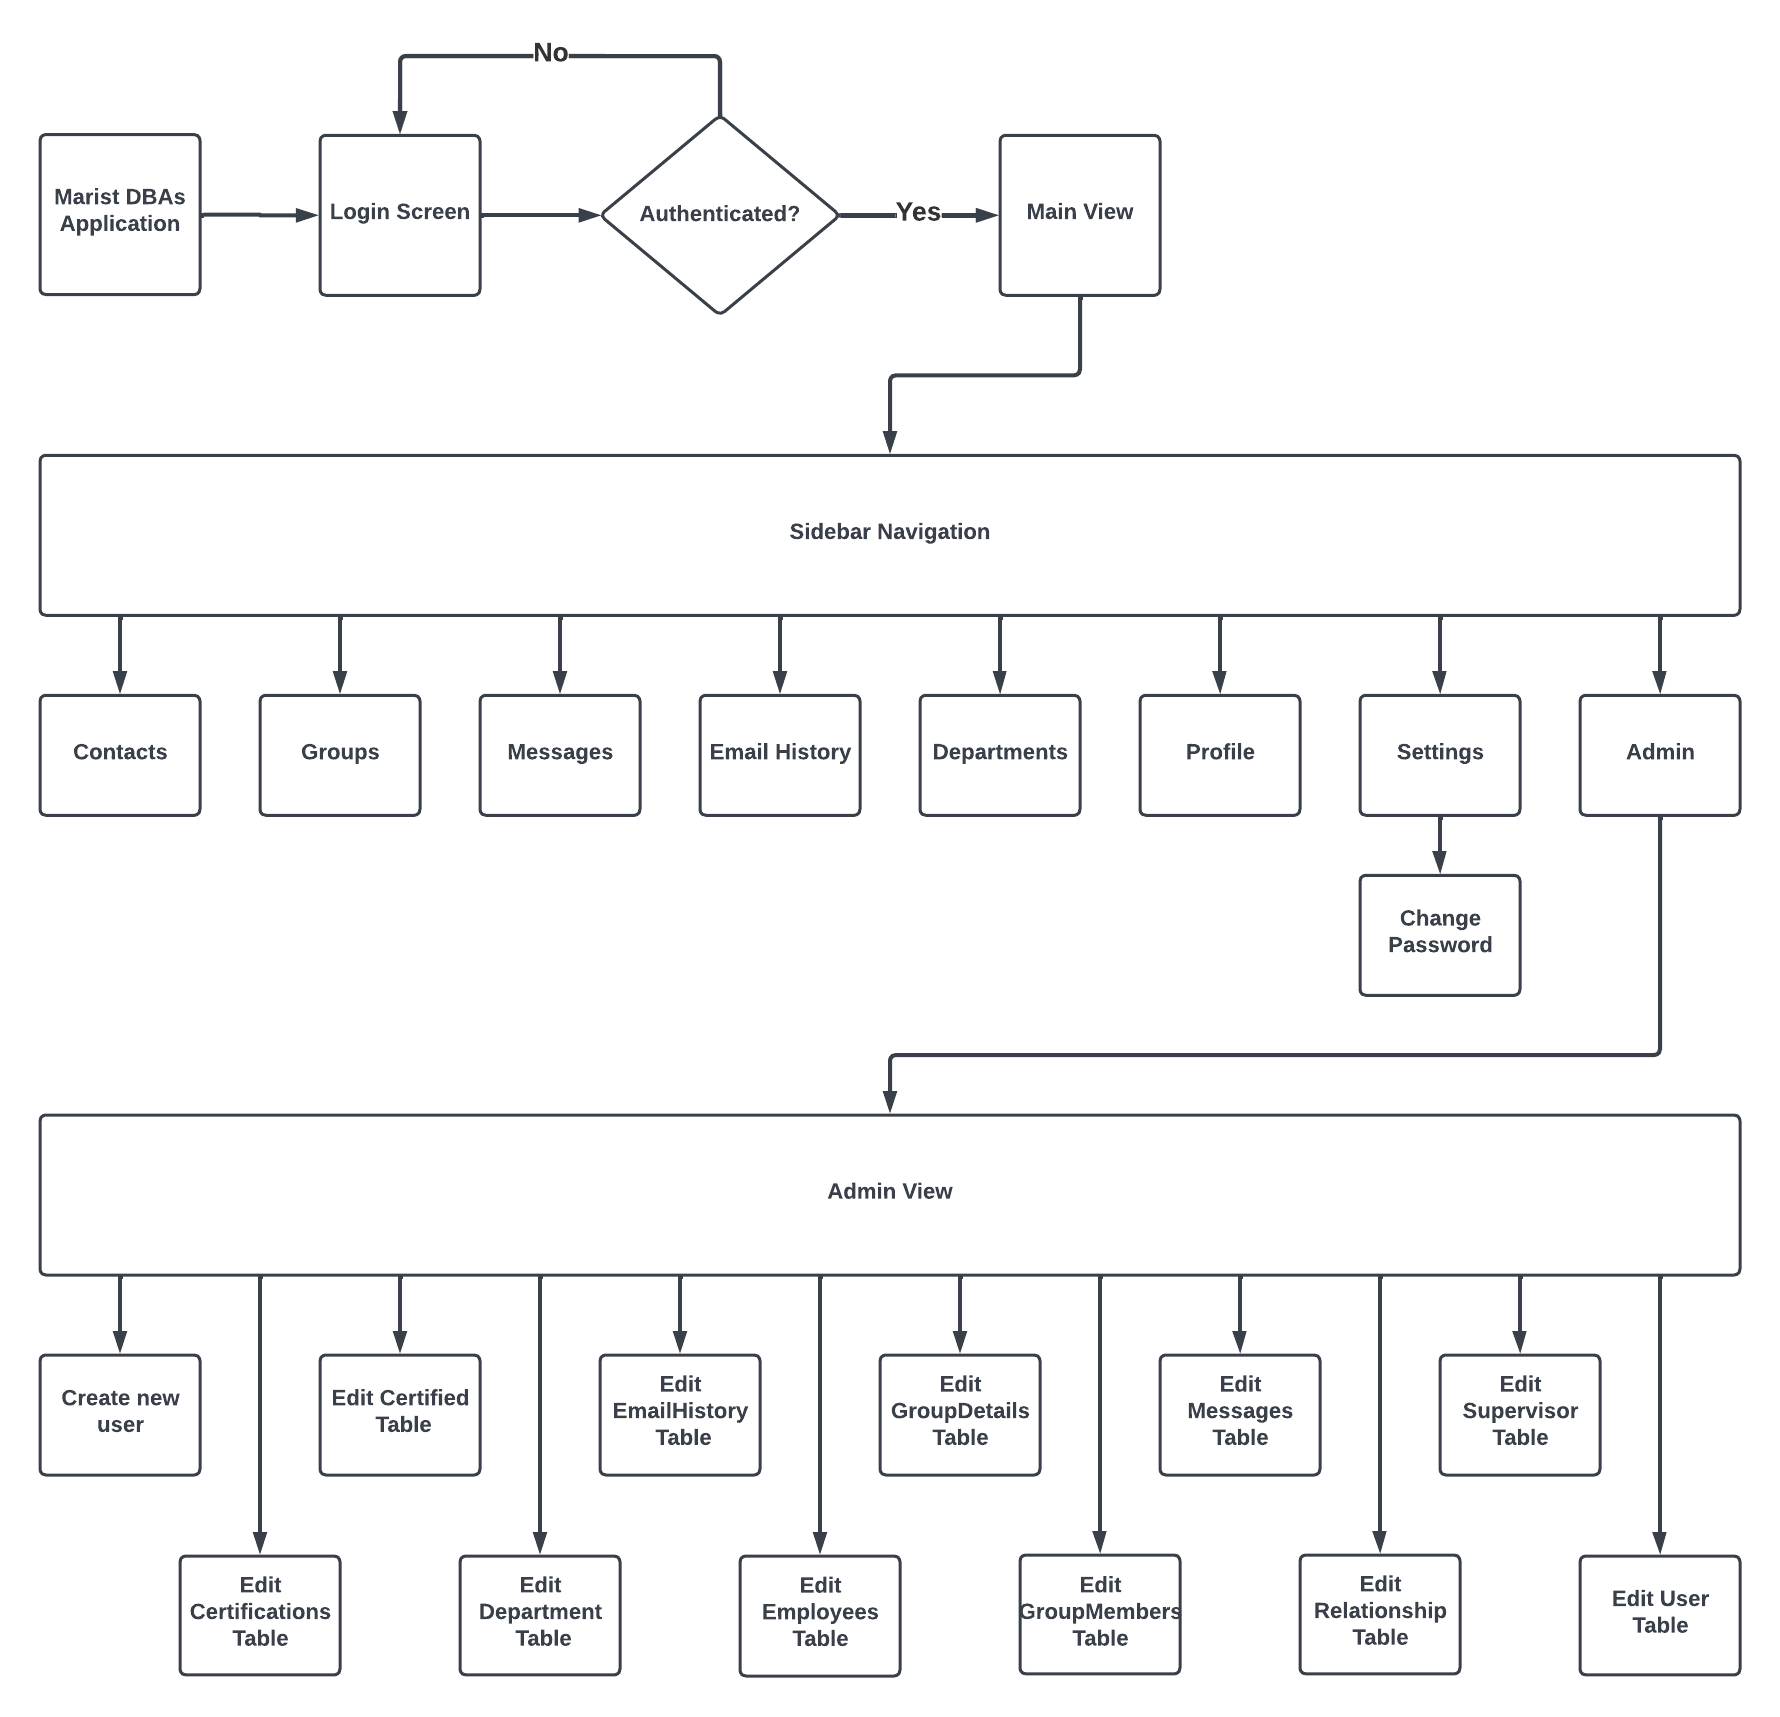 No
Marist DBAs
Application
Login Screen
Authenticated?
Yes
Main View
Sidebar Navigation
Contacts
Groups
Messages
Email History
Departments
Profile
Settings
Admin
Change
Password
Admin View
Create new
user
Edit Certified
Table
Edit
EmailHistory
Table
Edit
GroupDetails
Table
Edit
Messages
Table
Edit
Supervisor
Table
Edit
Certifications
Table
Edit
Department
Table
Edit
Employees
Table
Edit
GroupMembers
Table
Edit
Relationship
Table
Edit User
Table